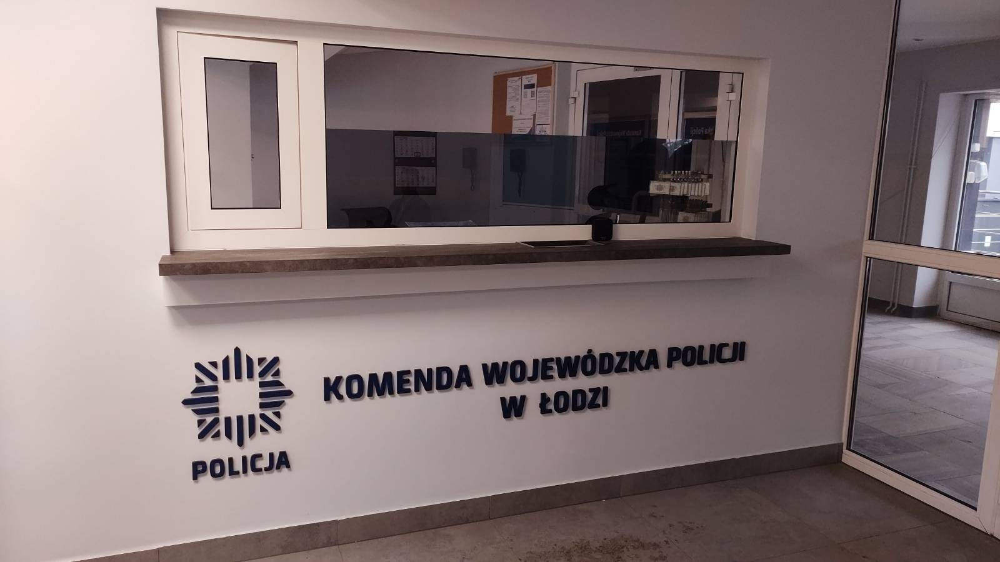 KOMENDA WOJEWÓDZKA POLICJI
W ŁODZI
POLICJA